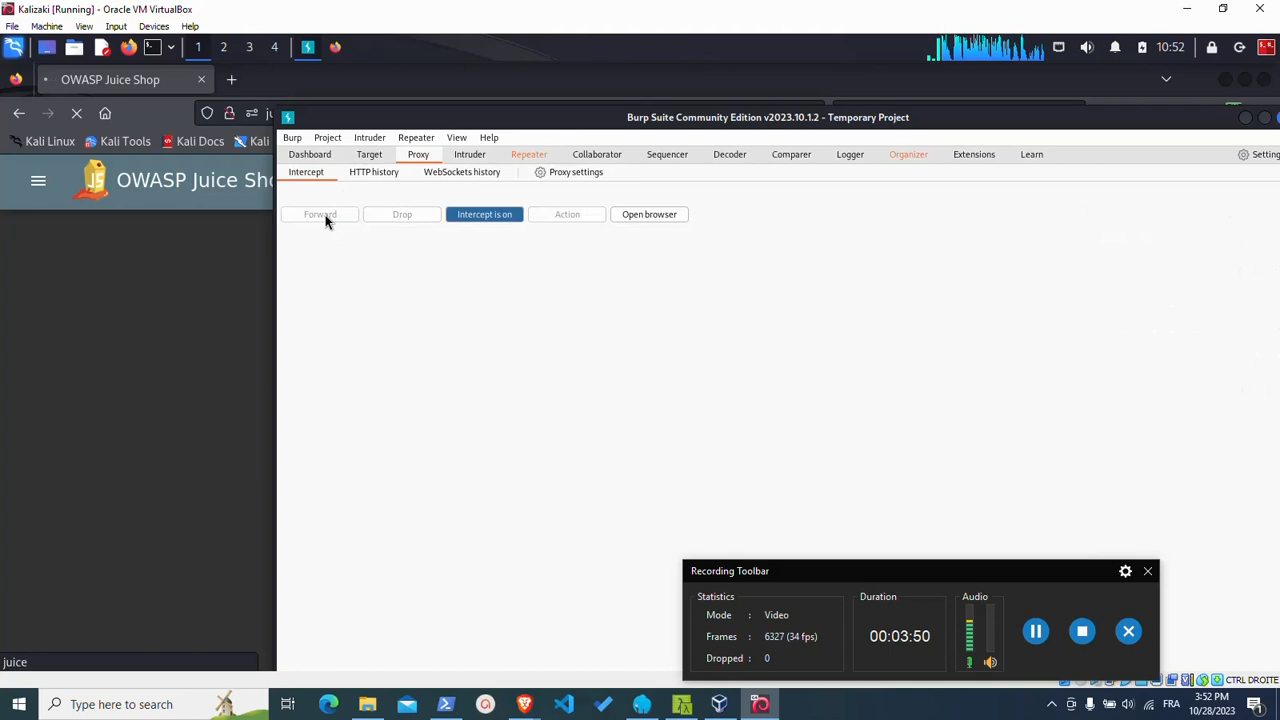 Kalizaki [Running] - Oracle VM VirtualBox
File Machine View Input Devices Help
1 2 3 4 10:52
OWASP Juice Shop
Kali Linux Kali Tools Kali Docs Kali
OWASP Juice Sho
Burp Suite Community Edition v2023.10.1.2 - Temporary Project
Burp Project Intruder Repeater View Help
Dashboard Target Proxy Intruder Repeater Collaborator Sequencer Decoder Comparer Logger Organizer Extensions Learn Setting
Intercept HTTP history WebSockets history Proxy settings
Forward Drop Intercept is on Action Open browser
Recording Toolbar
Statistics Duration Audio
Mode : Video
Frames : 6327 (34 fps)
Dropped : 0
00:03:50
juice
CTRL DROITE
Type here to search
FRA
3:52 PM
10/28/2023